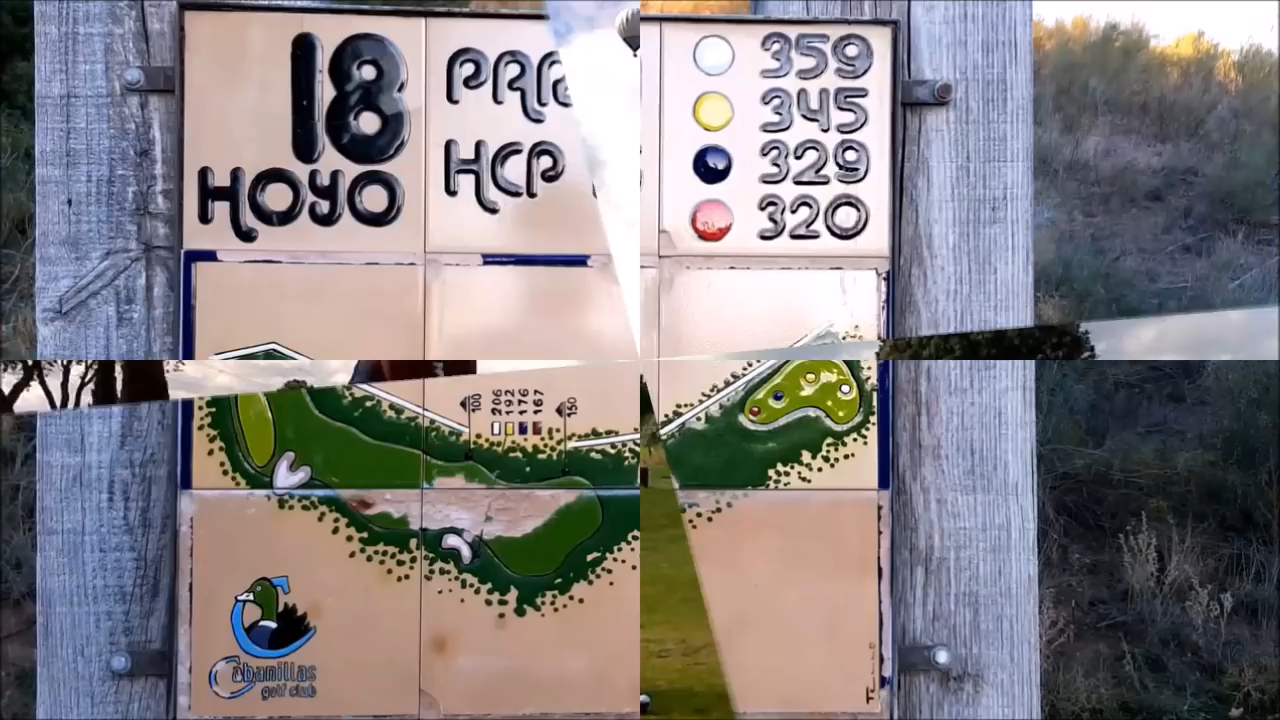 18
HOYO
HCP
359
345
329
320
100
206
192
176
167
150
Cabanillas
golf club